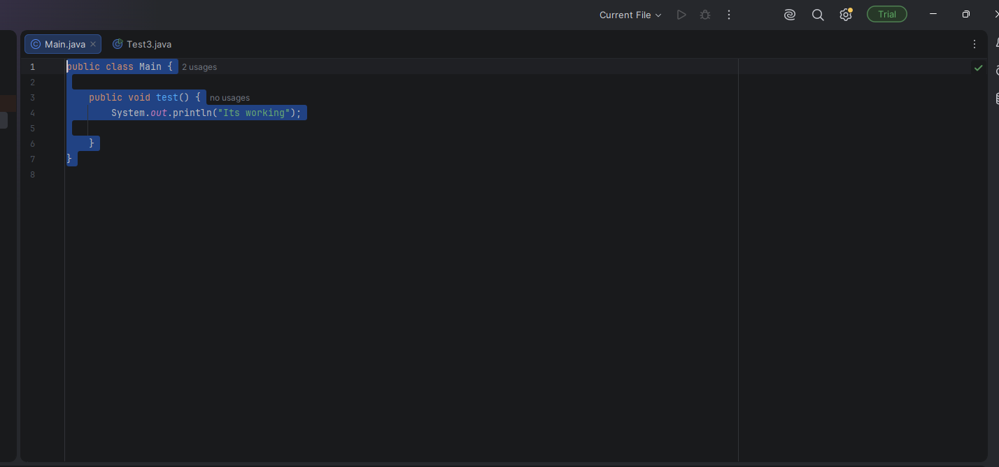 Current File
Trial
Main.java
Test3.java
1 public class Main { 2 usages
2
3 public void test() { no usages
4 System.out.println("Its working");
5
6 }
7 }
8